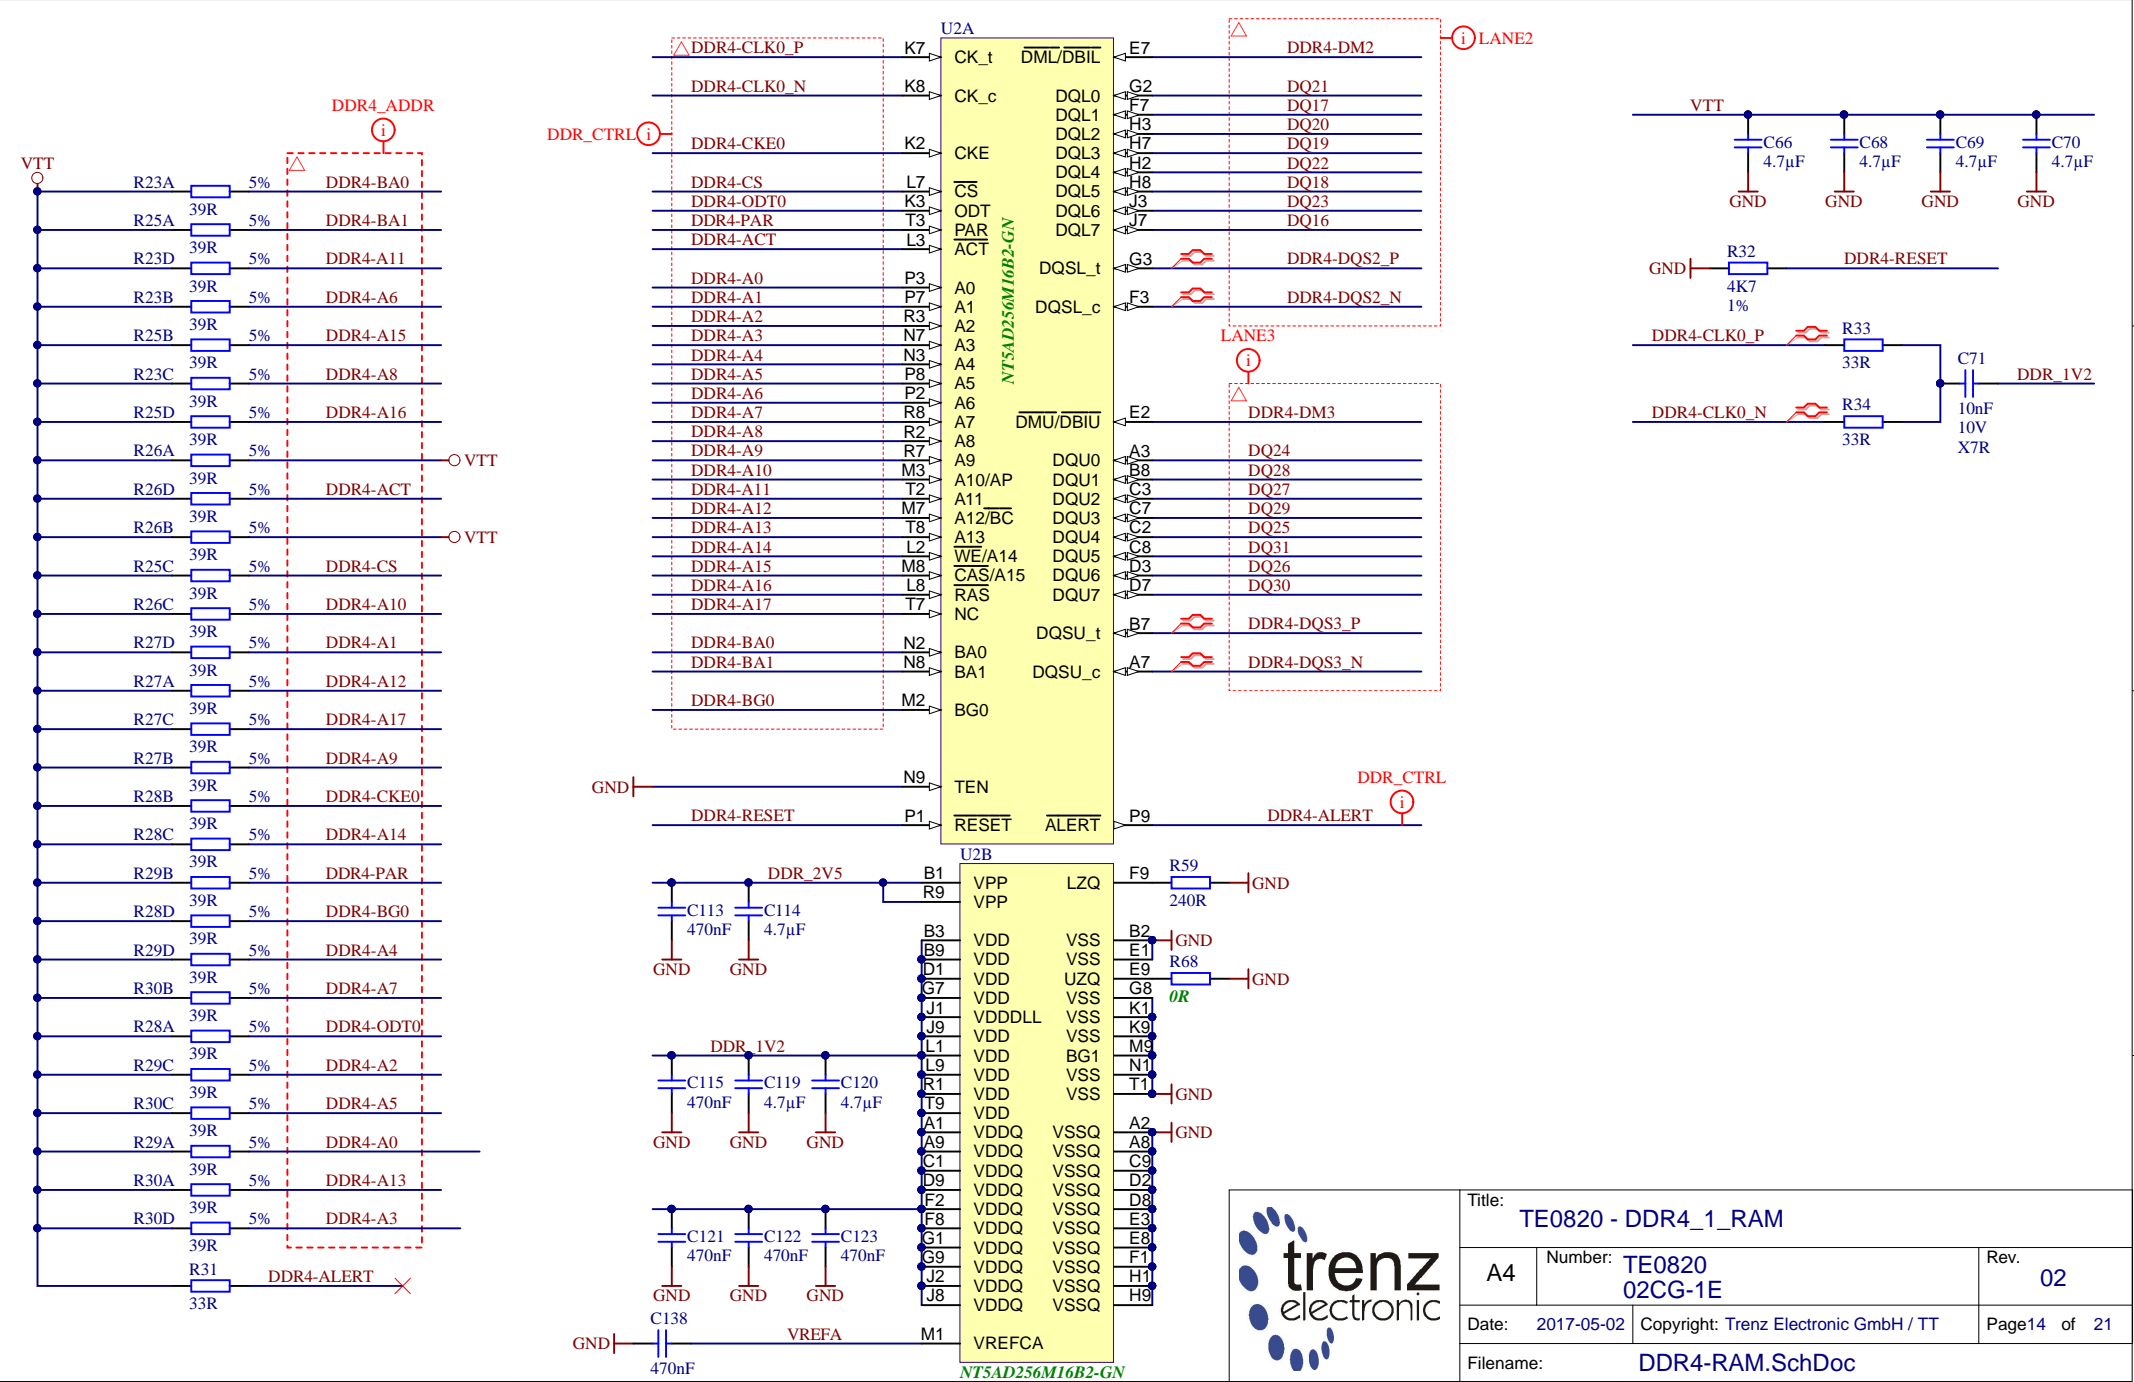 DDR4_ADDR
i
VTT
R23A 39R 5% DDR4-BA0
R25A 39R 5% DDR4-BA1
R23D 39R 5% DDR4-A11
R23B 39R 5% DDR4-A6
R25B 39R 5% DDR4-A15
R23C 39R 5% DDR4-A8
R25D 39R 5% DDR4-A16
R26A 39R 5% VTT
R26D 39R 5% DDR4-ACT
R26B 39R 5% VTT
R25C 39R 5% DDR4-CS
R26C 39R 5% DDR4-A10
R27D 39R 5% DDR4-A1
R27A 39R 5% DDR4-A12
R27C 39R 5% DDR4-A17
R27B 39R 5% DDR4-A9
R28B 39R 5% DDR4-CKE0
R28C 39R 5% DDR4-A14
R29B 39R 5% DDR4-PAR
R28D 39R 5% DDR4-BG0
R29D 39R 5% DDR4-A4
R30B 39R 5% DDR4-A7
R28A 39R 5% DDR4-ODT0
R29C 39R 5% DDR4-A2
R30C 39R 5% DDR4-A5
R29A 39R 5% DDR4-A0
R30A 39R 5% DDR4-A13
R30D 39R 5% DDR4-A3
R31 33R DDR4-ALERT
U2A
DDR_CTRL i
DDR4-CLK0_P K7 CK_t
DDR4-CLK0_N K8 CK_c
DDR4-CKE0 K2 CKE
DDR4-CS L7 CS
DDR4-ODT0 K3 ODT
DDR4-PAR T3 PAR
DDR4-ACT L3 ACT
DDR4-A0 P3 A0
DDR4-A1 P7 A1
DDR4-A2 R3 A2
DDR4-A3 N7 A3
DDR4-A4 N3 A4
DDR4-A5 P8 A5
DDR4-A6 P2 A6
DDR4-A7 R8 A7
DDR4-A8 R2 A8
DDR4-A9 R7 A9
DDR4-A10 M3 A10/AP
DDR4-A11 T2 A11
DDR4-A12 M7 A12/BC
DDR4-A13 T8 A13
DDR4-A14 L2 WE/A14
DDR4-A15 M8 CAS/A15
DDR4-A16 L8 RAS
DDR4-A17 T7 NC
DDR4-BA0 N2 BA0
DDR4-BA1 N8 BA1
DDR4-BG0 M2 BG0
GND N9 TEN
DDR4-RESET P1 RESET
NT5AD256M16B2-GN
i LANE2
DML/DBIL E7 DDR4-DM2
DQL0 G2 DQ21
DQL1 F7 DQ17
DQL2 H3 DQ20
DQL3 H7 DQ19
DQL4 H2 DQ22
DQL5 H8 DQ18
DQL6 J3 DQ23
DQL7 J7 DQ16
DQSL_t G3 DDR4-DQS2_P
DQSL_c F3 DDR4-DQS2_N
LANE3
i
DMU/DBIU E2 DDR4-DM3
DQU0 A3 DQ24
DQU1 B8 DQ28
DQU2 C3 DQ27
DQU3 C7 DQ29
DQU4 C2 DQ25
DQU5 C8 DQ31
DQU6 D3 DQ26
DQU7 D7 DQ30
DQSU_t B7 DDR4-DQS3_P
DQSU_c A7 DDR4-DQS3_N
DDR_CTRL
i
ALERT P9 DDR4-ALERT
VTT
C66 C68 C69 C70
4.7µF 4.7µF 4.7µF 4.7µF
GND GND GND GND
GND R32 DDR4-RESET
4K7
1%
DDR4-CLK0_P R33
33R
C71 DDR_1V2
DDR4-CLK0_N R34
33R
10nF
10V
X7R
U2B
DDR_2V5
B1 VPP
R9 VPP
C113 C114
470nF 4.7µF
GND GND
B3 VDD
B9 VDD
D1 VDD
G7 VDD
J1 VDDDLL
J9 VDD
L1 VDD
L9 VDD
R1 VDD
T9 VDD
A1 VDDQ
A9 VDDQ
C1 VDDQ
D9 VDDQ
F2 VDDQ
F8 VDDQ
G1 VDDQ
G9 VDDQ
J2 VDDQ
J8 VDDQ
DDR_1V2
C115 C119 C120
470nF 4.7µF 4.7µF
GND GND GND
C121 C122 C123
470nF 470nF 470nF
GND GND GND
C138
GND VREFA M1 VREFCA
470nF
LZQ F9 R59 GND
240R
VSS B2 GND
VSS E1
UZQ E9 R68 GND
0R
VSS G8
VSS K1
VSS K9
BG1 M9
VSS N1
VSS T1 GND
VSSQ A2 GND
VSSQ A8
VSSQ C9
VSSQ D2
VSSQ D8
VSSQ E3
VSSQ E8
VSSQ F1
VSSQ H1
VSSQ H9
NT5AD256M16B2-GN
trenz
electronic
Title:
TE0820 - DDR4_1_RAM
A4 Number: TE0820
02CG-1E
Rev.
02
Date: 2017-05-02 Copyright: Trenz Electronic GmbH / TT Page14 of 21
Filename: DDR4-RAM.SchDoc